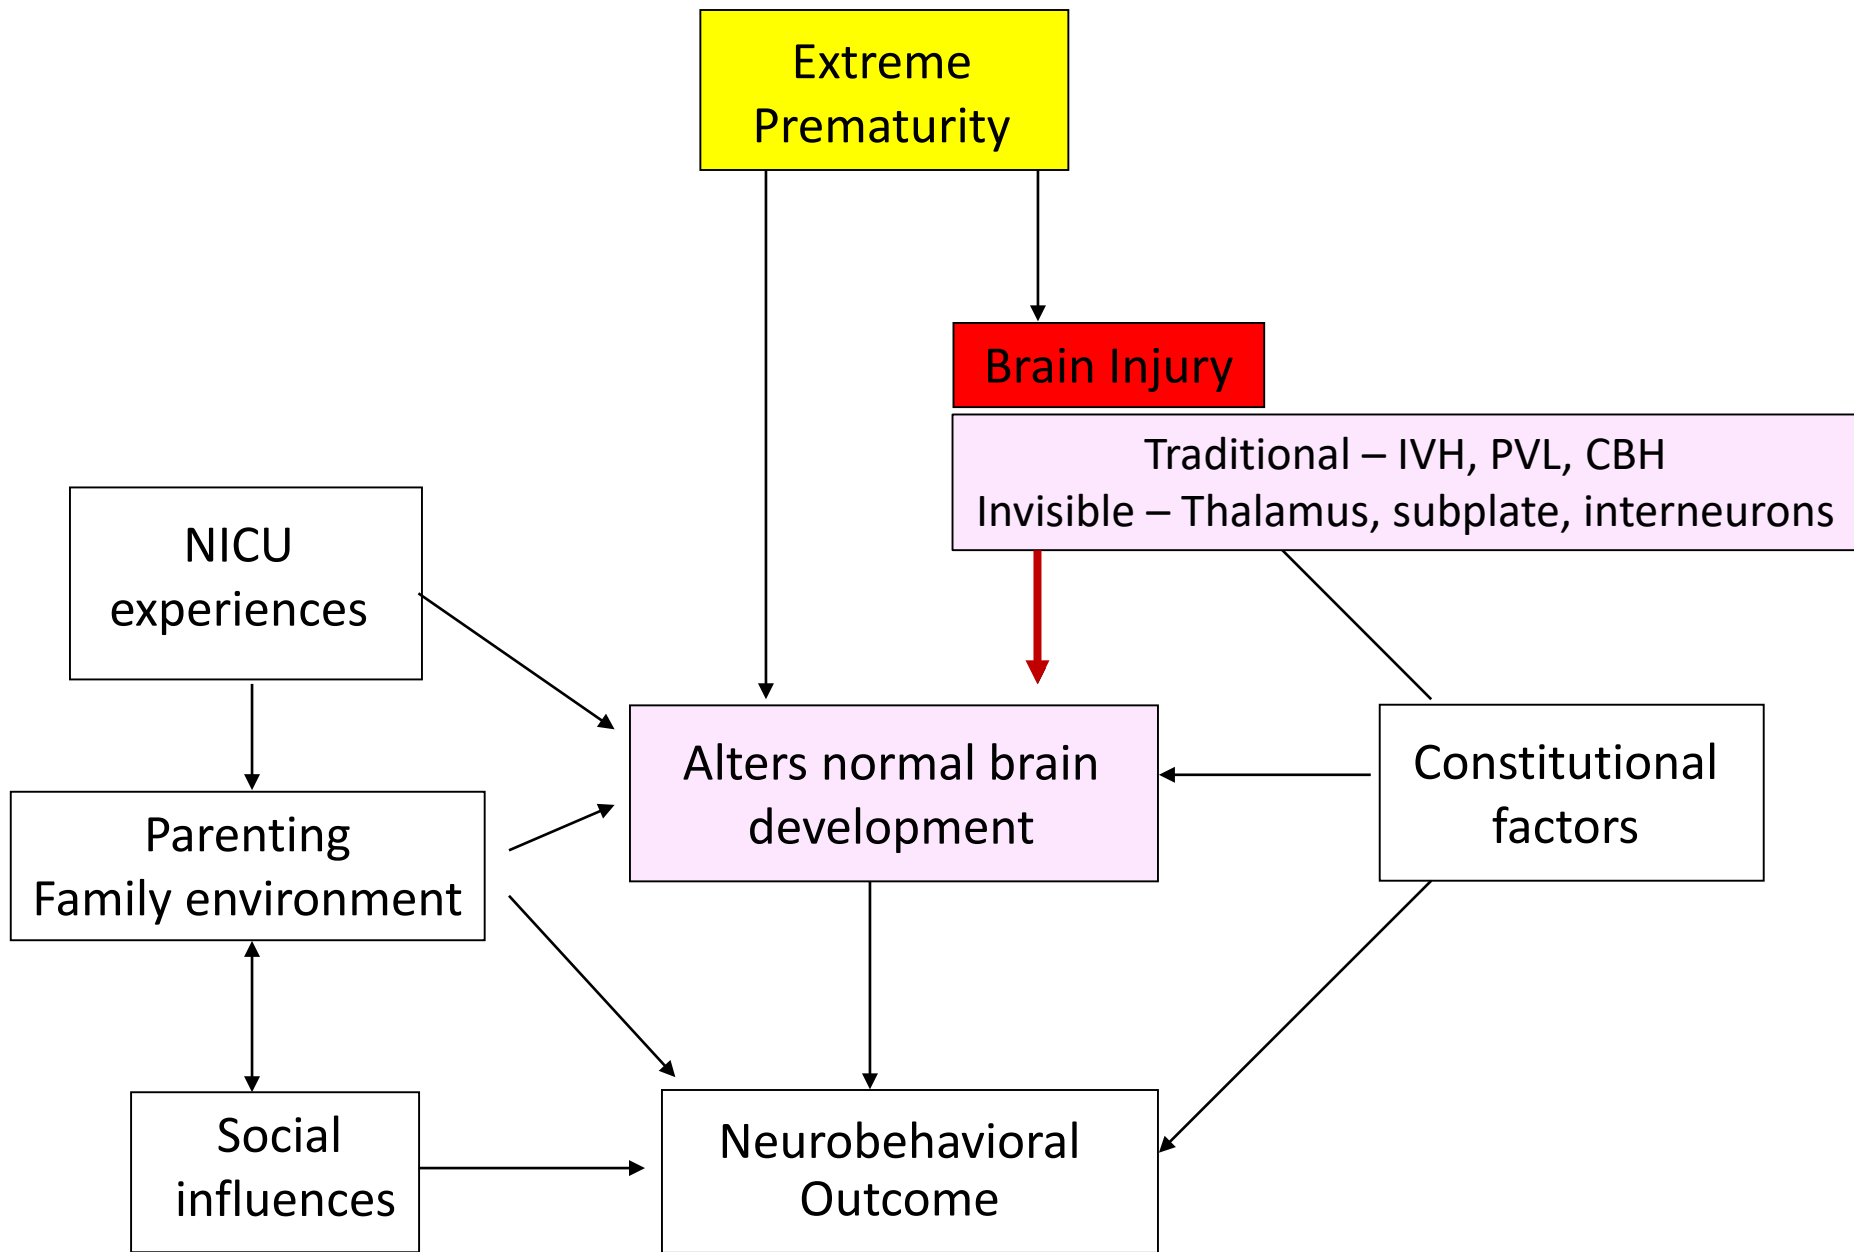 Extreme
Prematurity
Brain Injury
Traditional – IVH, PVL, CBH
Invisible – Thalamus, subplate, interneurons
NICU
experiences
Alters normal brain
development
Constitutional
factors
Parenting
Family environment
Social
influences
Neurobehavioral
Outcome